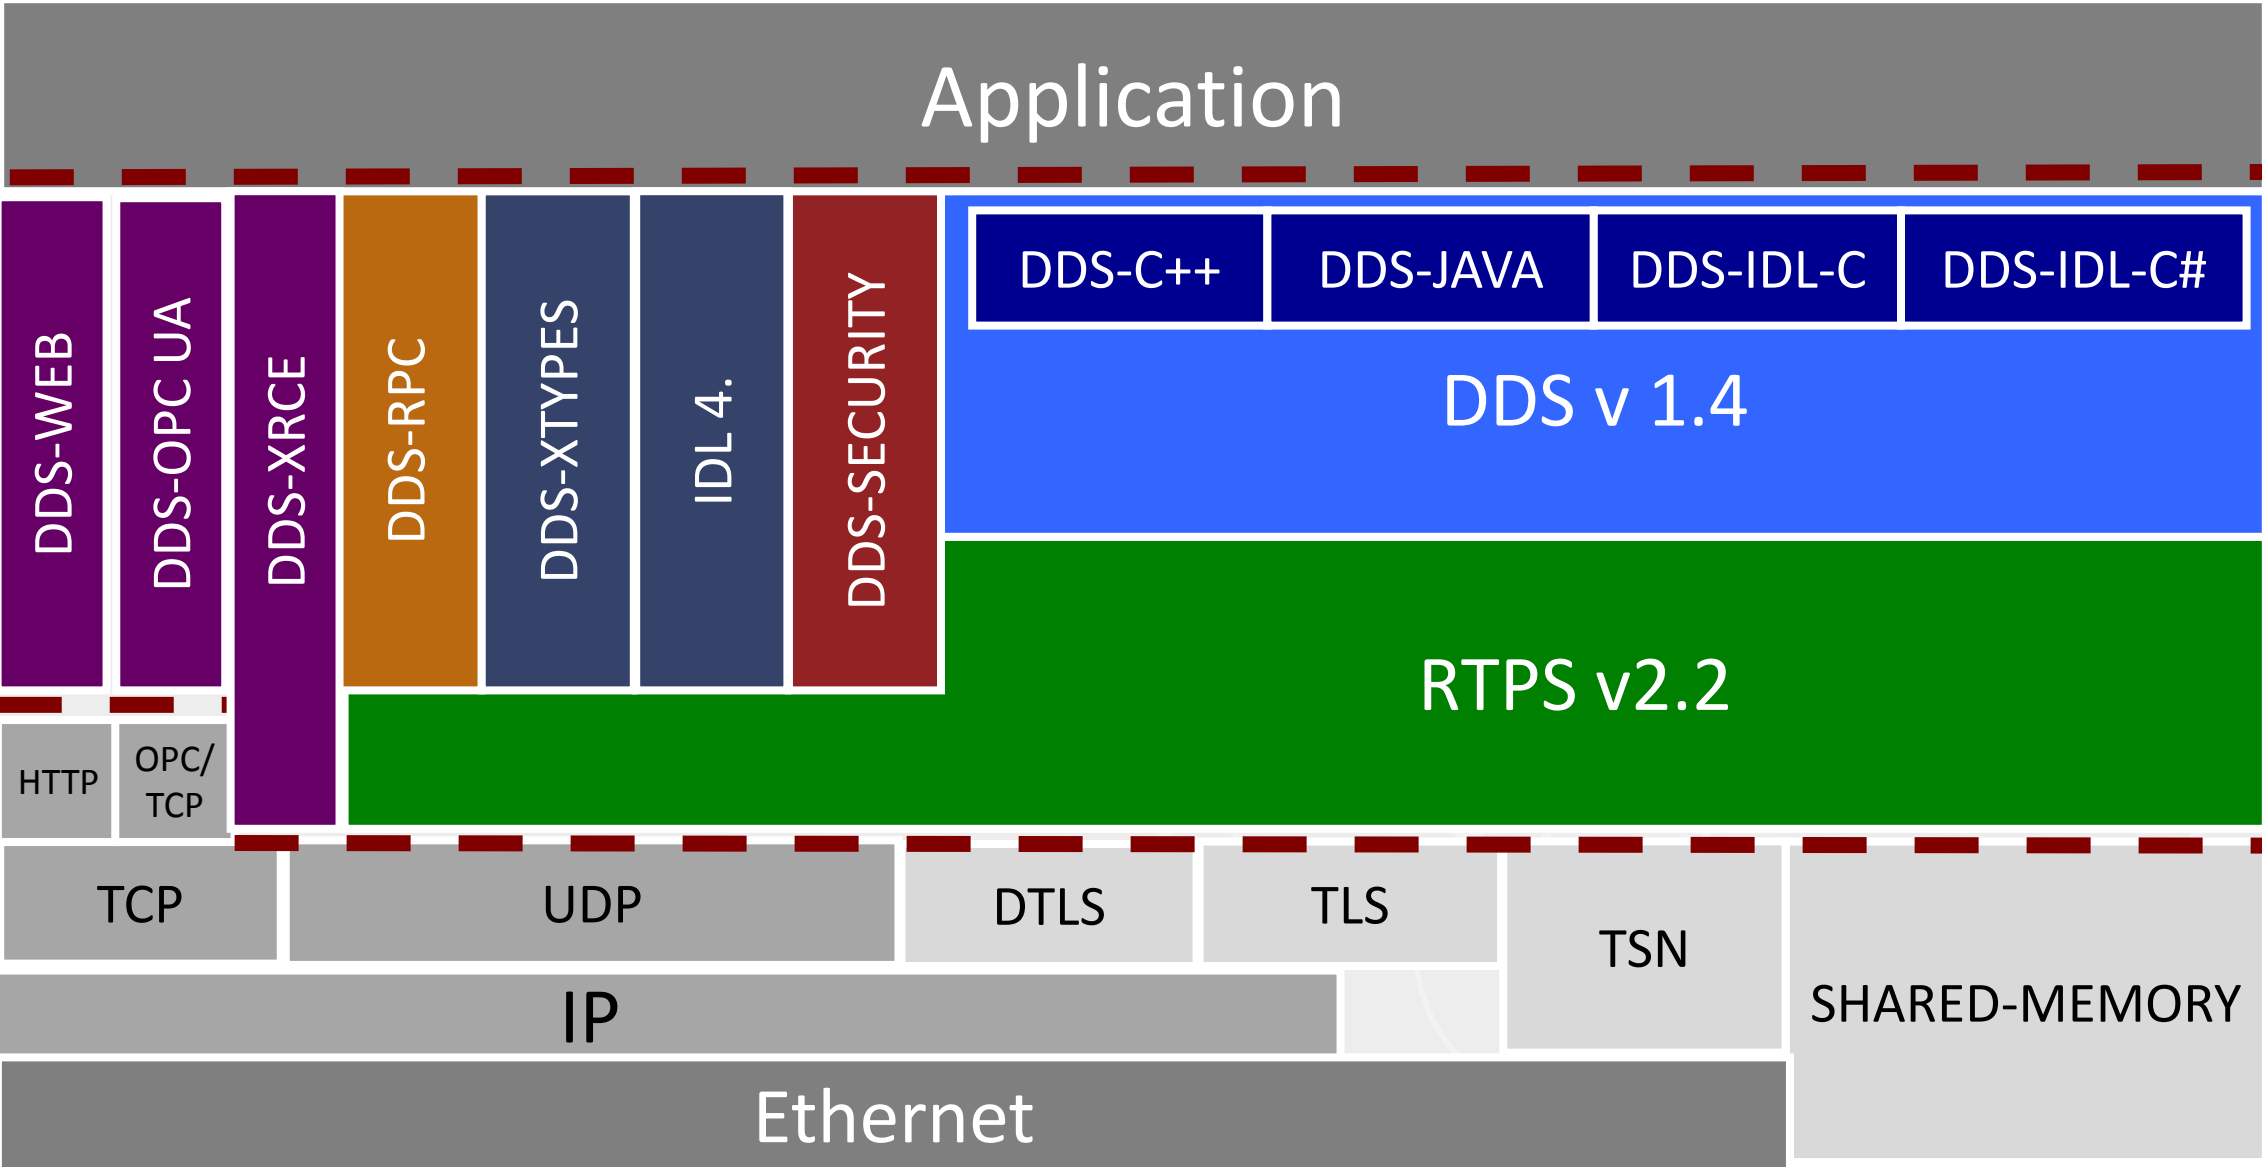 Application
DDS-WEB
DDS-OPC UA
DDS-XRCE
DDS-RPC
DDS-XTYPES
IDL 4.
DDS-SECURITY
DDS-C++
DDS-JAVA
DDS-IDL-C
DDS-IDL-C#
DDS v 1.4
RTPS v2.2
HTTP
OPC/
TCP
TCP
UDP
DTLS
TLS
TSN
SHARED-MEMORY
IP
Ethernet